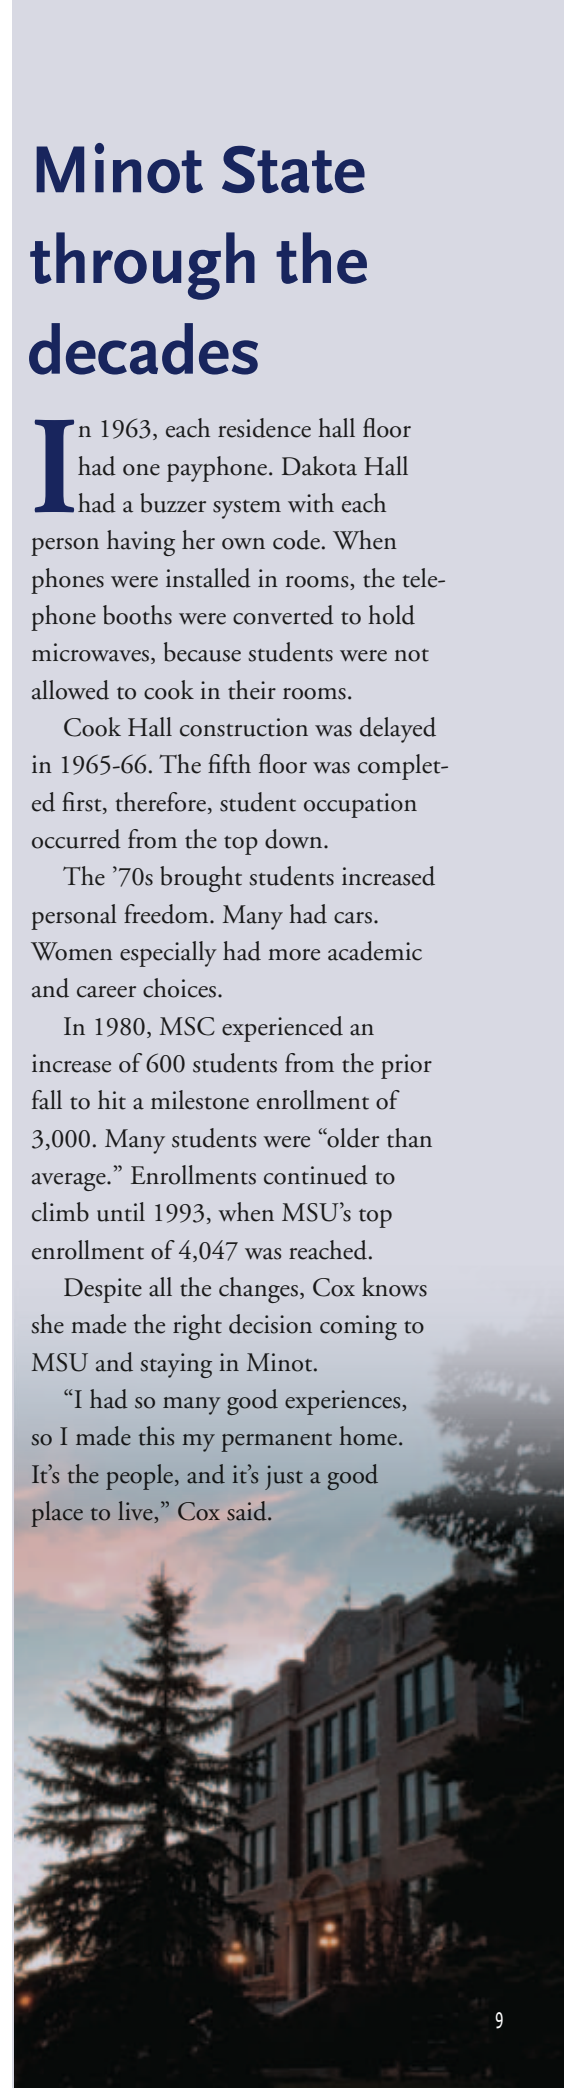 Minot State
through the
decades
In 1963, each residence hall floor
had one payphone. Dakota Hall
had a buzzer system with each
person having her own code. When
phones were installed in rooms, the tele-
phone booths were converted to hold
microwaves, because students were not
allowed to cook in their rooms.
Cook Hall construction was delayed
in 1965-66. The fifth floor was complet-
ed first, therefore, student occupation
occurred from the top down.
The ’70s brought students increased
personal freedom. Many had cars.
Women especially had more academic
and career choices.
In 1980, MSC experienced an
increase of 600 students from the prior
fall to hit a milestone enrollment of
3,000. Many students were “older than
average.” Enrollments continued to
climb until 1993, when MSU’s top
enrollment of 4,047 was reached.
Despite all the changes, Cox knows
she made the right decision coming to
MSU and staying in Minot.
“I had so many good experiences,
so I made this my permanent home.
It’s the people, and it’s just a good
place to live,” Cox said.
9